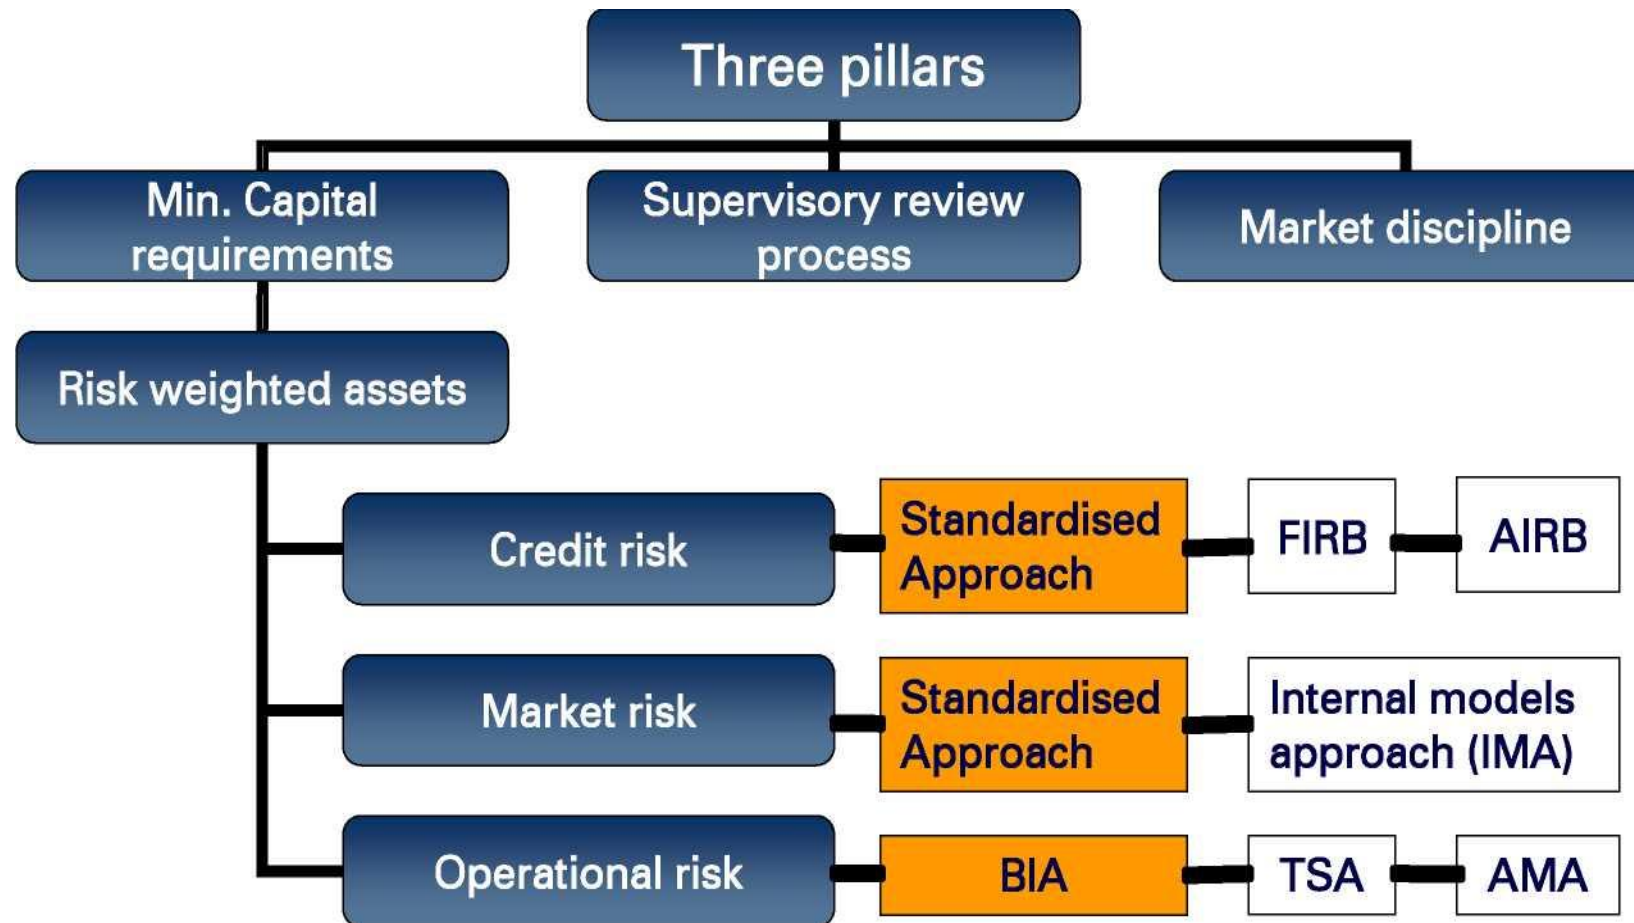 Three pillars
Min. Capital
requirements
Supervisory review
process
Market discipline
Risk weighted assets
Credit risk
Standardised
Approach
FIRB
AIRB
Market risk
Standardised
Approach
Internal models
approach (IMA)
Operational risk
BIA
TSA
AMA